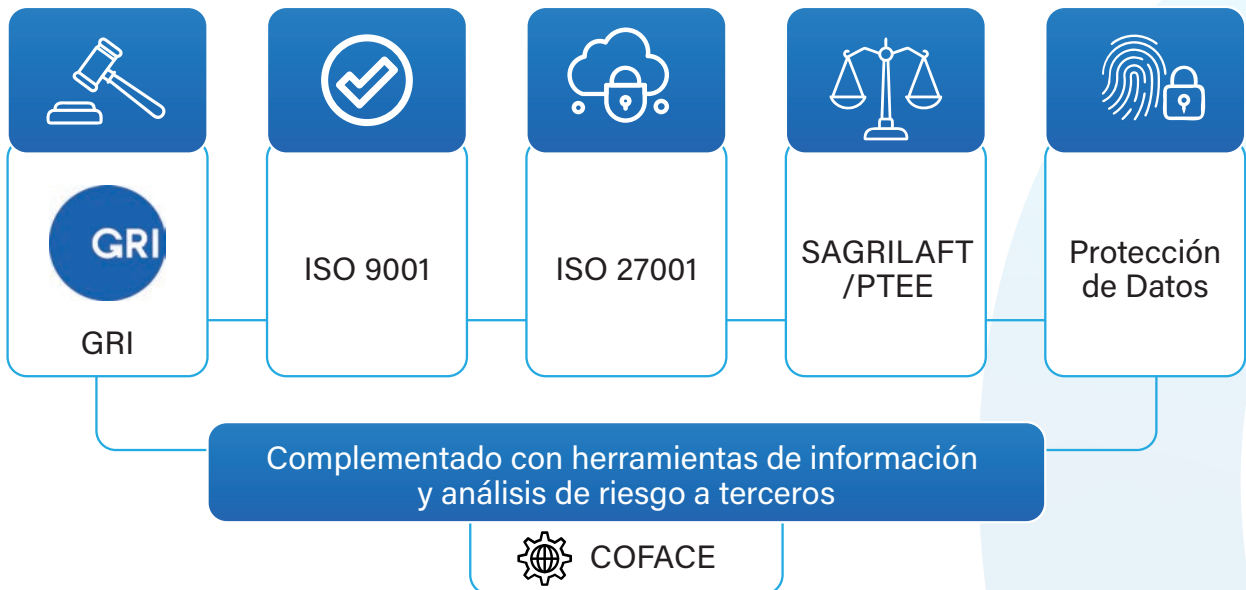 GRI
GRI
ISO 9001
ISO 27001
SAGRILAFT
/PTEE
Protección
de Datos
Complementado con herramientas de información
y análisis de riesgo a terceros
COFACE